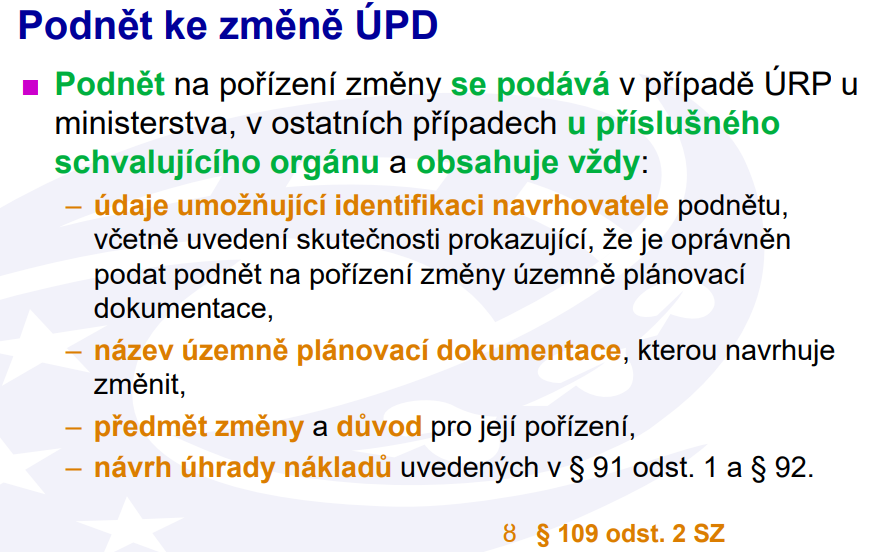 Podnět ke změně ÚPD
Podnět na pořízení změny se podává v případě ÚRP u
ministerstva, v ostatních případech u příslušného
schvalujícího orgánu a obsahuje vždy:
– údaje umožňující identifikaci navrhovatele podnětu,
včetně uvedení skutečnosti prokazující, že je oprávněn
podat podnět na pořízení změny územně plánovací
dokumentace,
– název územně plánovací dokumentace, kterou navrhuje
změnit,
– předmět změny a důvod pro její pořízení,
– návrh úhrady nákladů uvedených v § 91 odst. 1 a § 92.
8 § 109 odst. 2 SZ